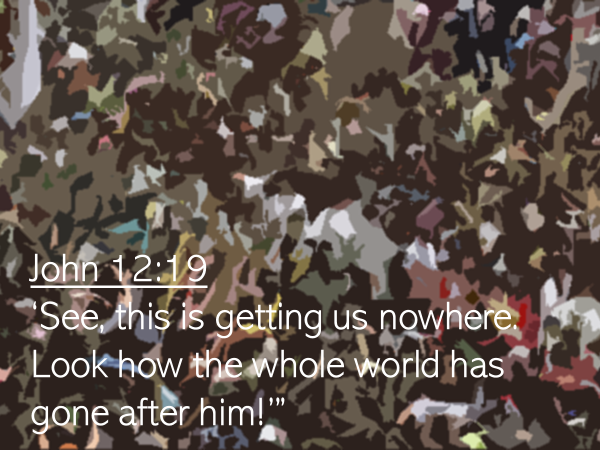 John 12:19
‘See, this is getting us nowhere.
Look how the whole world has
gone after him!’”